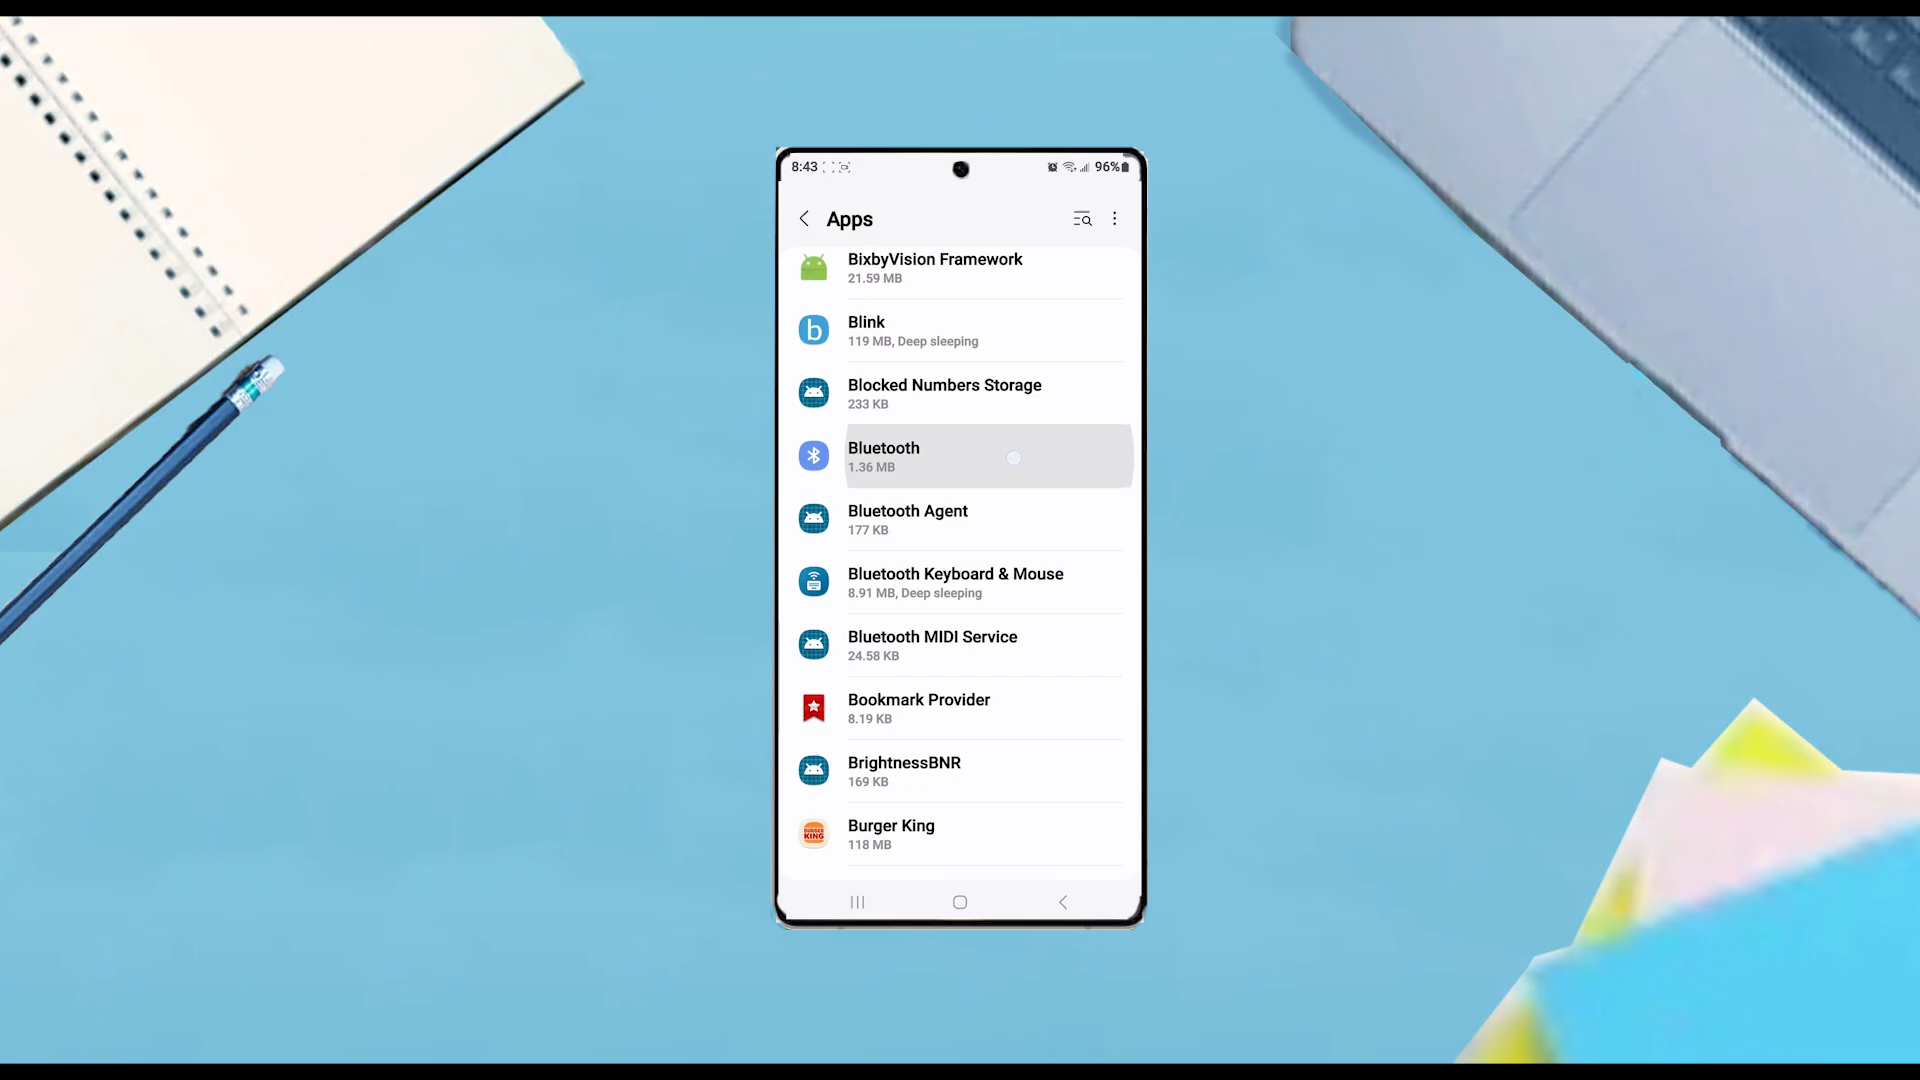 8:43
96%
Apps
BixbyVision Framework
21.59 MB
b
Blink
119 MB, Deep sleeping
Blocked Numbers Storage
233 KB
Bluetooth
1.36 MB
Bluetooth Agent
177 KB
Bluetooth Keyboard & Mouse
8.91 MB, Deep sleeping
Bluetooth MIDI Service
24.58 KB
Bookmark Provider
8.19 KB
BrightnessBNR
169 KB
BURGER
KING
Burger King
118 MB